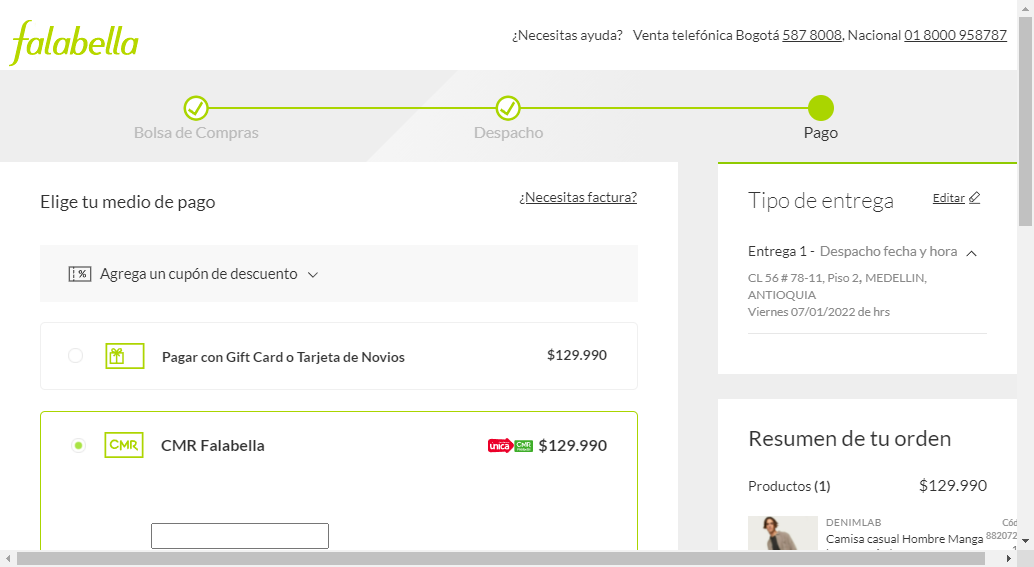 falabella
¿Necesitas ayuda? Venta telefónica Bogotá 587 8008, Nacional 01 8000 958787
Bolsa de Compras
Despacho
Pago
Elige tu medio de pago
¿Necesitas factura?
% Agrega un cupón de descuento
Pagar con Gift Card o Tarjeta de Novios
$129.990
CMR CMR Falabella
unica CMR $129.990
Tipo de entrega
Editar
Entrega 1 - Despacho fecha y hora
CL 56 # 78-11, Piso 2, MEDELLIN,
ANTIOQUIA
Viernes 07/01/2022 de hrs
Resumen de tu orden
Productos (1)
$129.990
DENIMLAB
Cód
Camisa casual Hombre Manga
882072